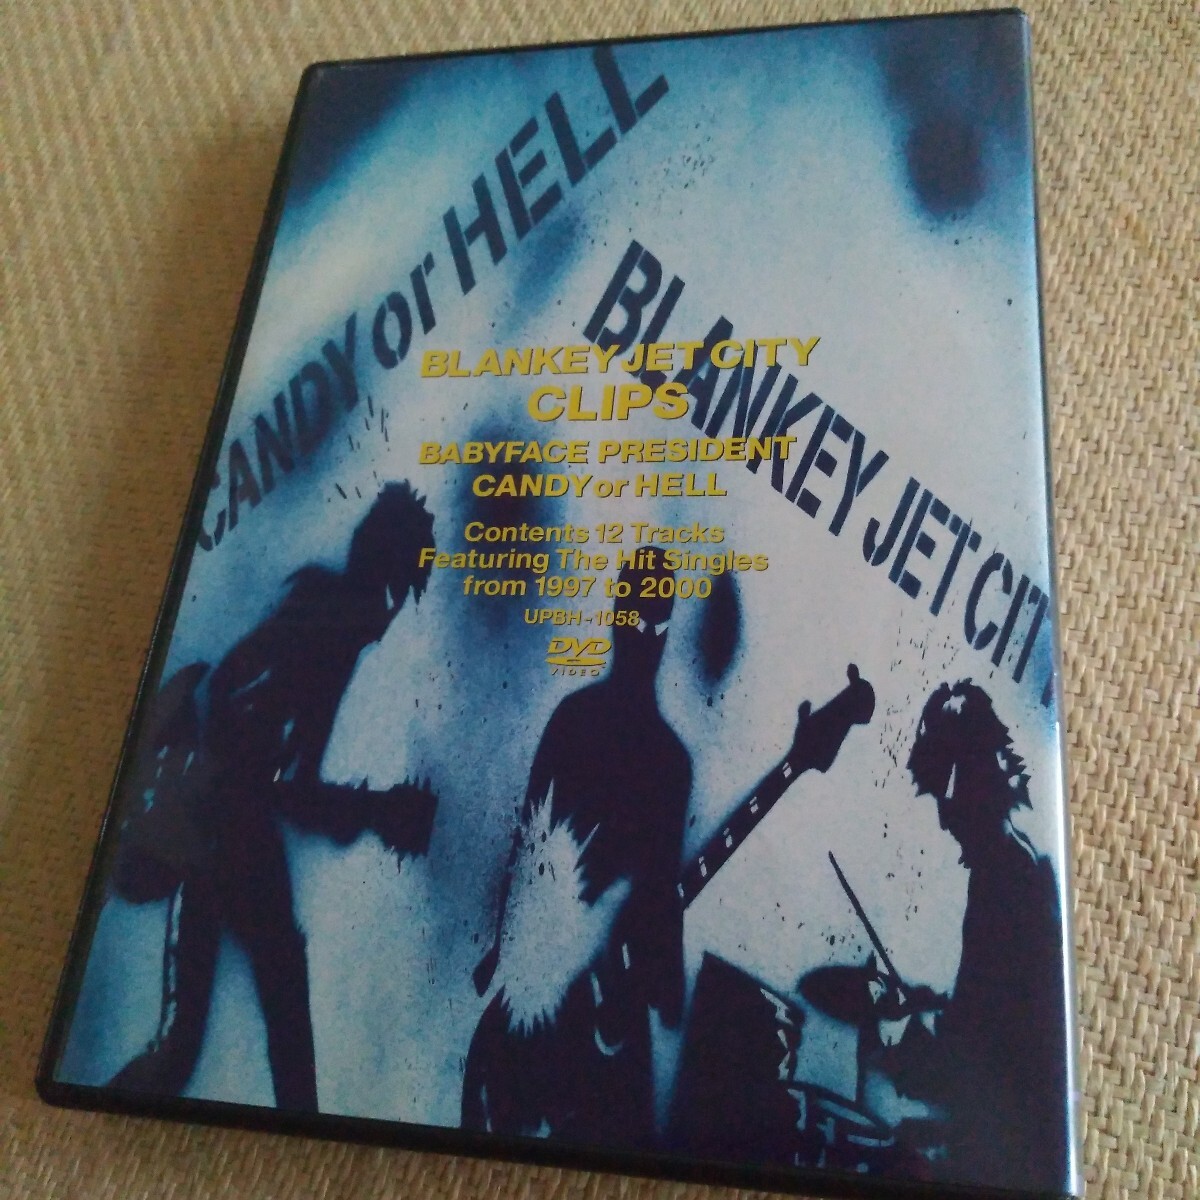 CANDY or HELL
BLANKEY JET CITY
BLANKEY JET CITY
CLIPS
BABYFACE PRESIDENT
CANDY or HELL
Contents 12 Tracks
Featuring The Hit Singles
from 1997 to 2000
UPBH-1058
DVD
VIDEO